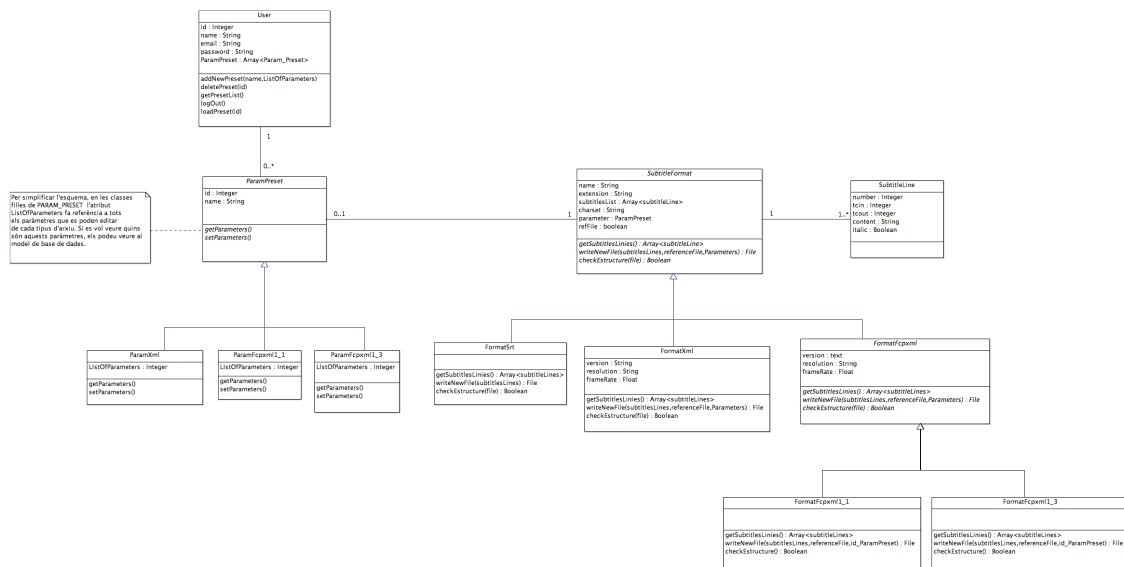 User
id : Integer
name : String
email : String
password : String
ParamPreset : Array<Param_Preset>
addNewPreset(name,ListOfParameters)
deletePreset(id)
getPresetList()
logOut()
loadPreset(id)
1
0..*
Per simplificar l'esquema, en les classes
filles de PARAM_PRESET l'atribut
ListOfParameters fa referència a tots
els paràmetres que es poden editar
de cada tipus d'arxiu. Si es vol veure quins
són aquests paràmetres, els podeu veure al
model de base de dades.
ParamPreset
id : Integer
name : String
getParameters()
setParameters()
0..1
1
SubtitleFormat
name : String
extension : String
subtitlesList : Array<subtitleLine>
charset : String
parameter : ParamPreset
refFile : boolean
getSubtitlesLinies() : Array<subtitleLine>
writeNewFile(subtitlesLines,referenceFile,Parameters) : File
checkEstructure(file) : Boolean
1
1..*
SubtitleLine
number : Integer
tcin : Integer
tcout : Integer
content : String
italic : Boolean
ParamXml
LIstOfParameters : Integer
getParameters()
setParameters()
ParamFcpxml1_1
LIstOfParameters : Integer
getParameters()
setParameters()
ParamFcpxml1_3
LIstOfParameters : Integer
getParameters()
setParameters()
FormatSrt
getSubtitlesLinies() : Array<subtitleLines>
writeNewFile(subtitlesLines) : File
checkEstructure(file) : Boolean
FormatXml
version : String
resolution : String
frameRate : Float
getSubtitlesLinies() : Array<subtitleLines>
writeNewFile(subtitlesLines,referenceFile,Parameters) : File
checkEstructure(file) : Boolean
FormatFcpxml
version : text
resolution : String
frameRate : Float
getSubtitlesLinies() : Array<subtitleLines>
writeNewFile(subtitlesLines,referenceFile,Parameters) : File
checkEstructure(file) : Boolean
FormatFcpxml1_1
getSubtitlesLinies() : Array<subtitleLines>
writeNewFile(subtitlesLines,referenceFile,id_ParamPreset) : File
checkEstructure() : Boolean
FormatFcpxml1_3
getSubtitlesLinies() : Array<subtitleLines>
writeNewFile(subtitlesLines,referenceFile,id_ParamPreset) : File
checkEstructure() : Boolean